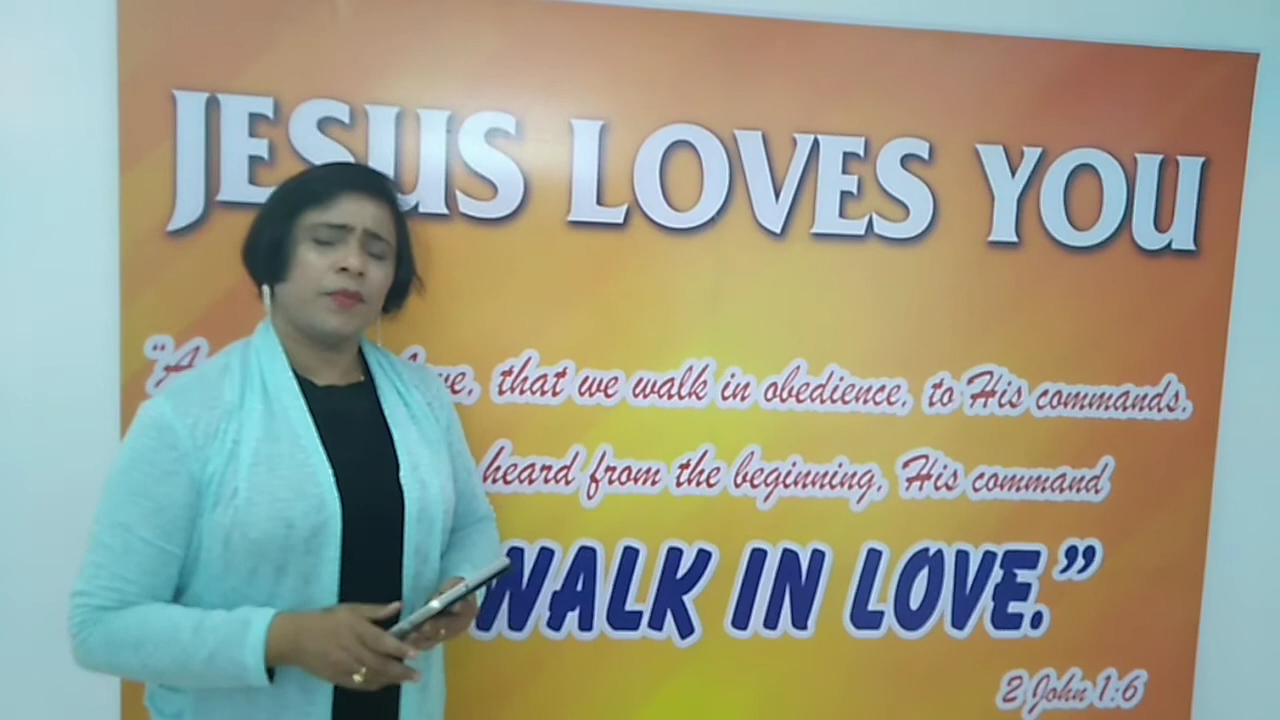 JESUS LOVES YOU
that we walk in obedience, to His commands.
heard from the beginning, His command
WALK IN LOVE.”
2 John 1:6